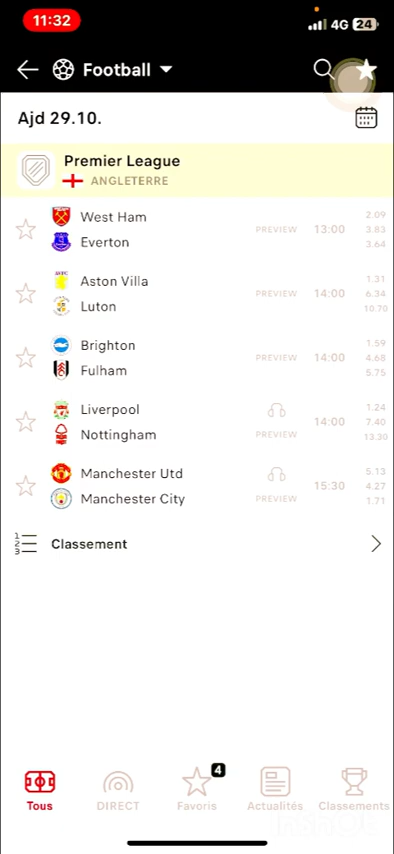 11:32
4G 24
Football
Ajd 29.10.
Premier League
ANGLETERRE
West Ham
Everton
PREVIEW
13:00
2.09
3.83
3.64
Aston Villa
Luton
PREVIEW
14:00
1.31
6.34
10.70
Brighton
Fulham
PREVIEW
14:00
1.59
4.68
5.75
Liverpool
Nottingham
PREVIEW
14:00
1.24
7.40
13.30
Manchester Utd
Manchester City
PREVIEW
15:30
5.13
4.27
1.71
1
2
3
Classement
4
Tous
DIRECT
Favoris
Actualités
Classements